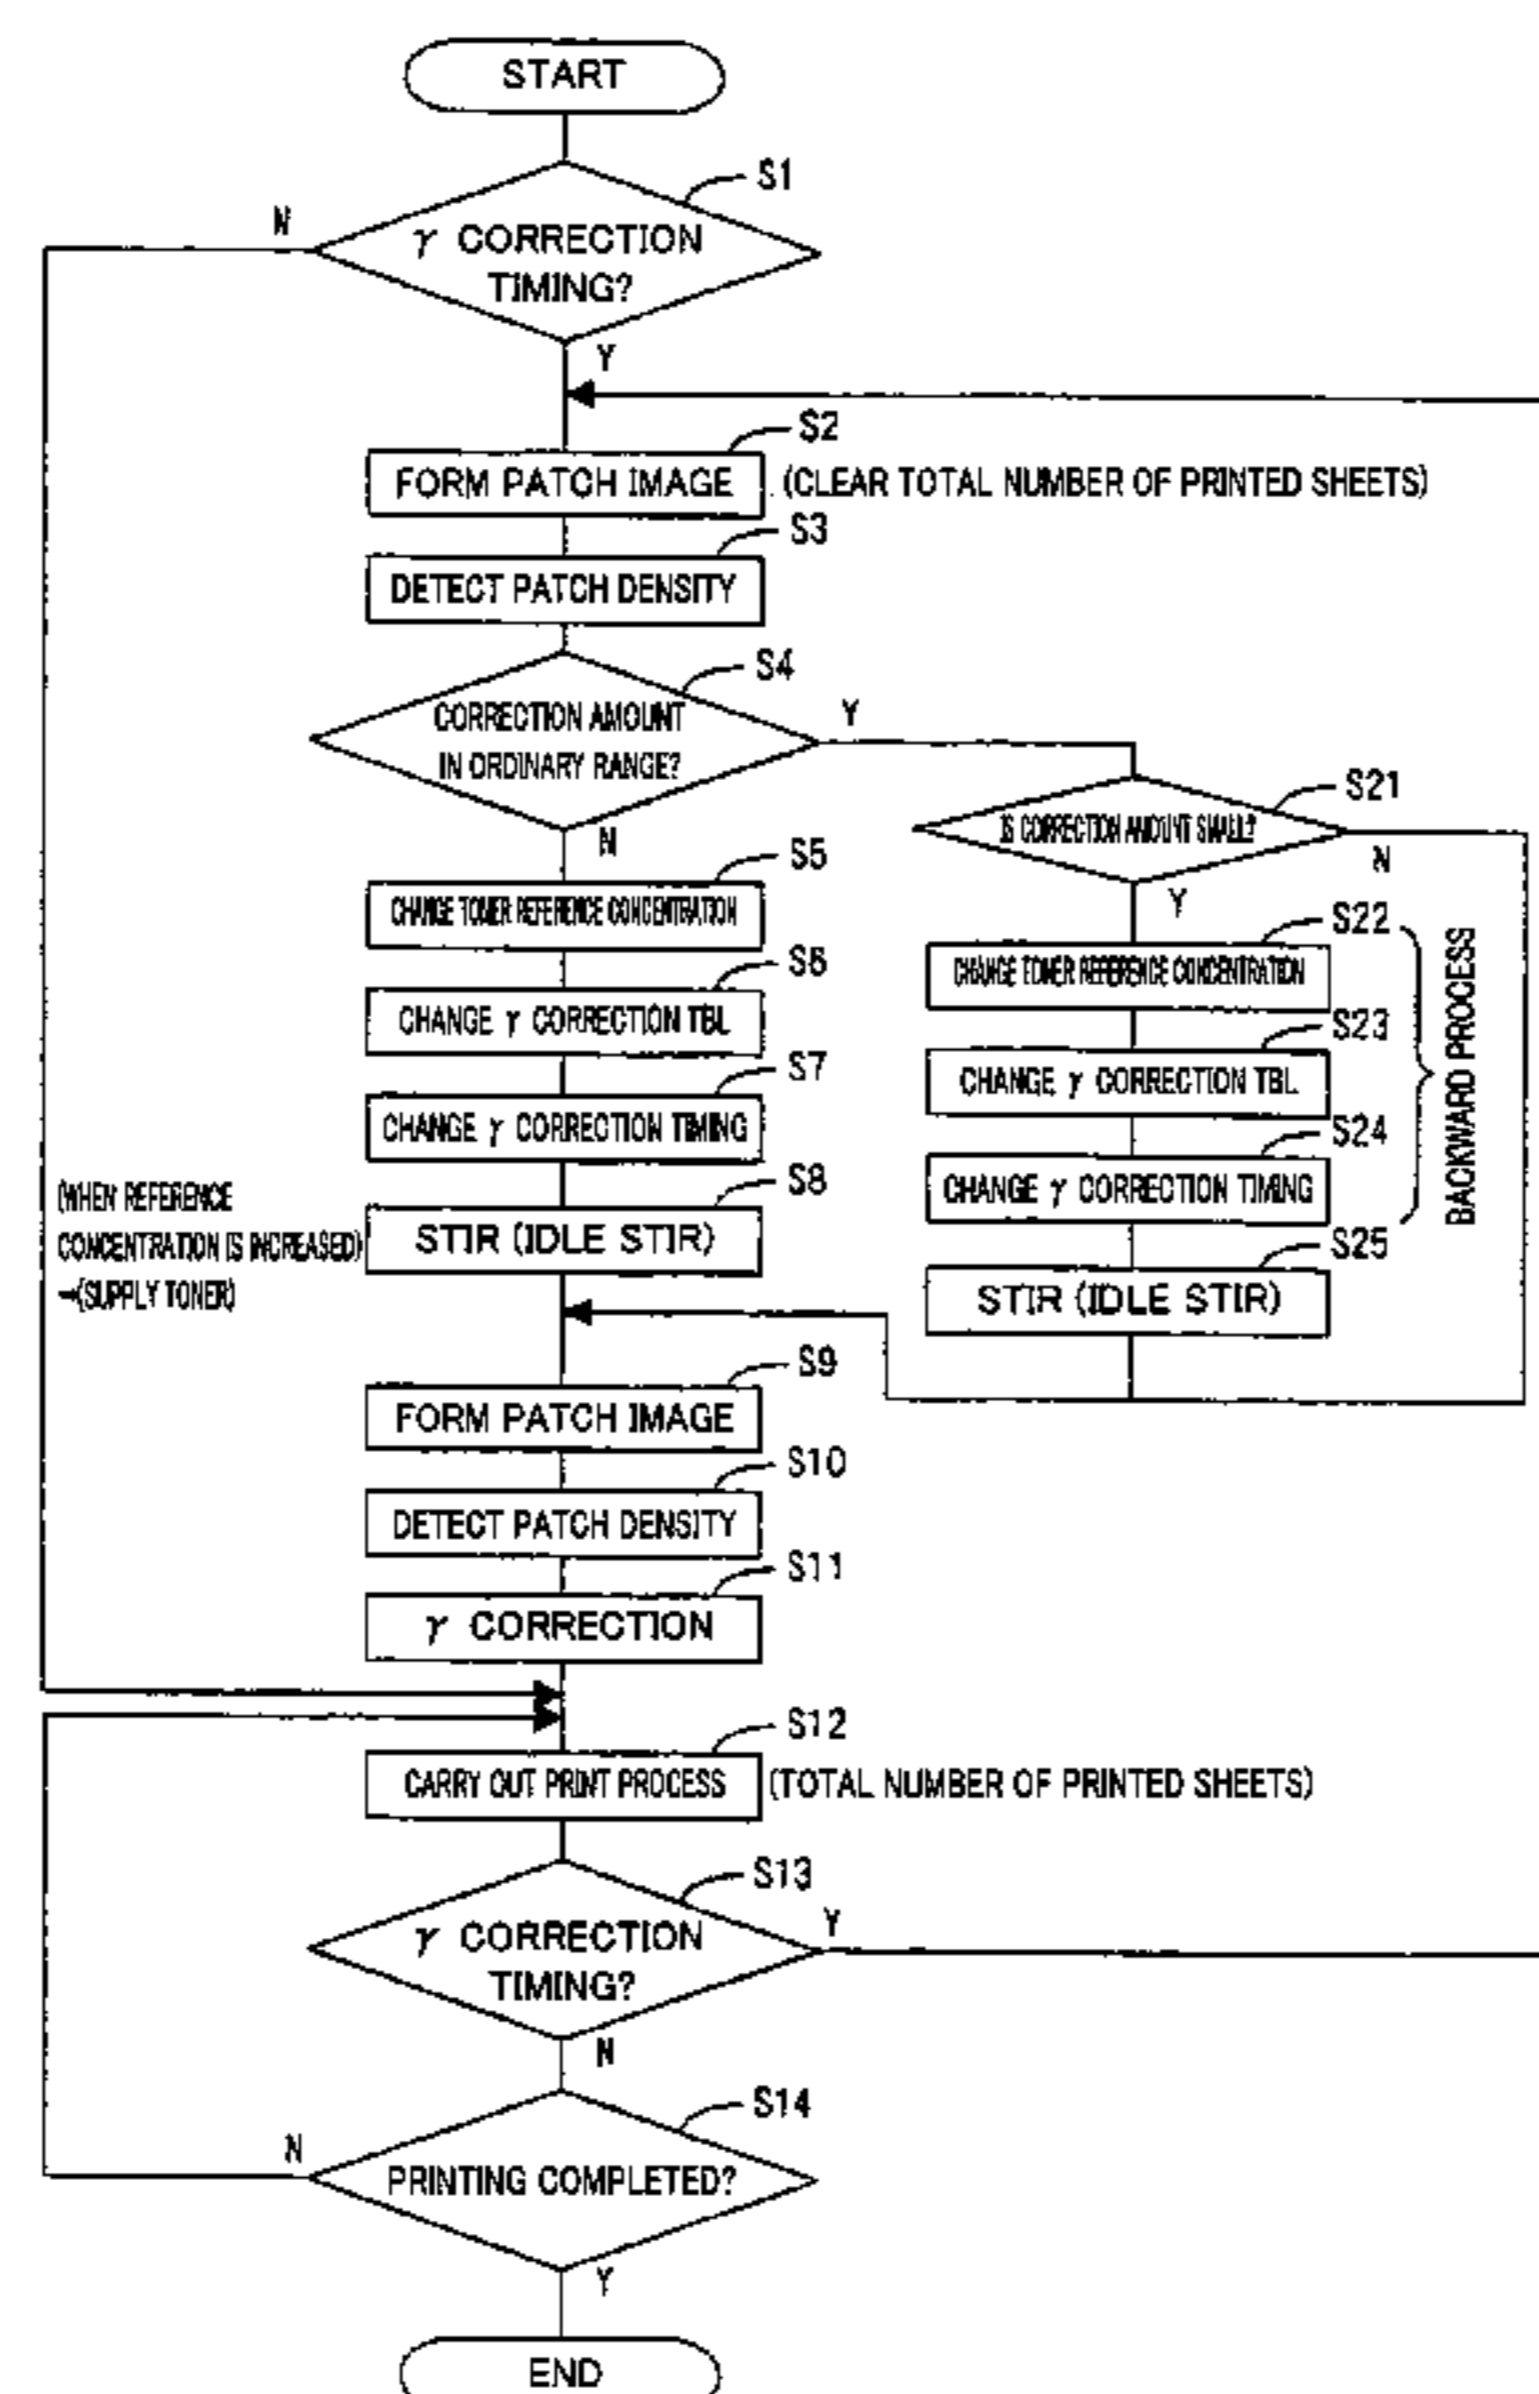 START
S1
N
γ CORRECTION
TIMING?
Y
S2
FORM PATCH IMAGE
(CLEAR TOTAL NUMBER OF PRINTED SHEETS)
S3
DETECT PATCH DENSITY
S4
CORRECTION AMOUNT
IN ORDINARY RANGE?
Y
N
S21
IS CORRECTION AMOUNT SMALL?
N
Y
S5
CHANGE TONER REFERENCE CONCENTRATION
S6
CHANGE γ CORRECTION TBL
S7
CHANGE γ CORRECTION TIMING
S8
STIR (IDLE STIR)
(WHEN REFERENCE
CONCENTRATION IS INCREASED)
→(SUPPLY TONER)
S22
CHANGE TONER REFERENCE CONCENTRATION
S23
CHANGE γ CORRECTION TBL
S24
CHANGE γ CORRECTION TIMING
BACKWARD PROCESS
S25
STIR (IDLE STIR)
S9
FORM PATCH IMAGE
S10
DETECT PATCH DENSITY
S11
γ CORRECTION
S12
CARRY OUT PRINT PROCESS
(TOTAL NUMBER OF PRINTED SHEETS)
S13
γ CORRECTION
TIMING?
Y
N
S14
N
PRINTING COMPLETED?
Y
END